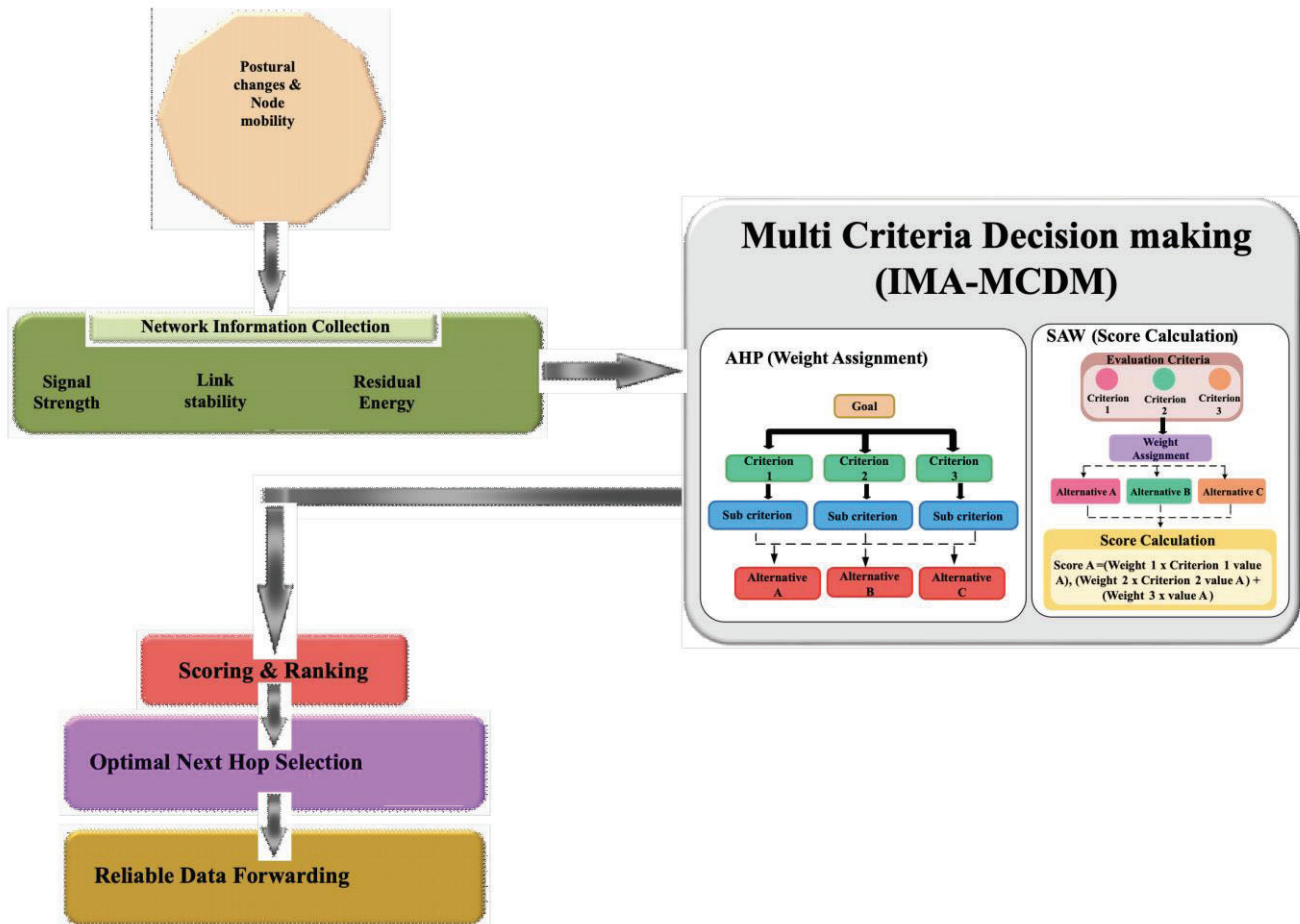 Postural
changes &
Node
mobility
Network Information Collection
Signal
Strength
Link
stability
Residual
Energy
Multi Criteria Decision making
(IMA-MCDM)
AHP (Weight Assignment)
Goal
Criterion
1
Criterion
2
Criterion
3
Sub criterion
Sub criterion
Sub criterion
Alternative
A
Alternative
B
Alternative
C
SAW (Score Calculation)
Evaluation Criteria
Criterion
1
Criterion
2
Criterion
3
Weight
Assignment
Alternative A
Alternative B
Alternative C
Score Calculation
Score A =(Weight 1 x Criterion 1 value
A), (Weight 2 x Criterion 2 value A) +
(Weight 3 x value A)
Scoring & Ranking
Optimal Next Hop Selection
Reliable Data Forwarding